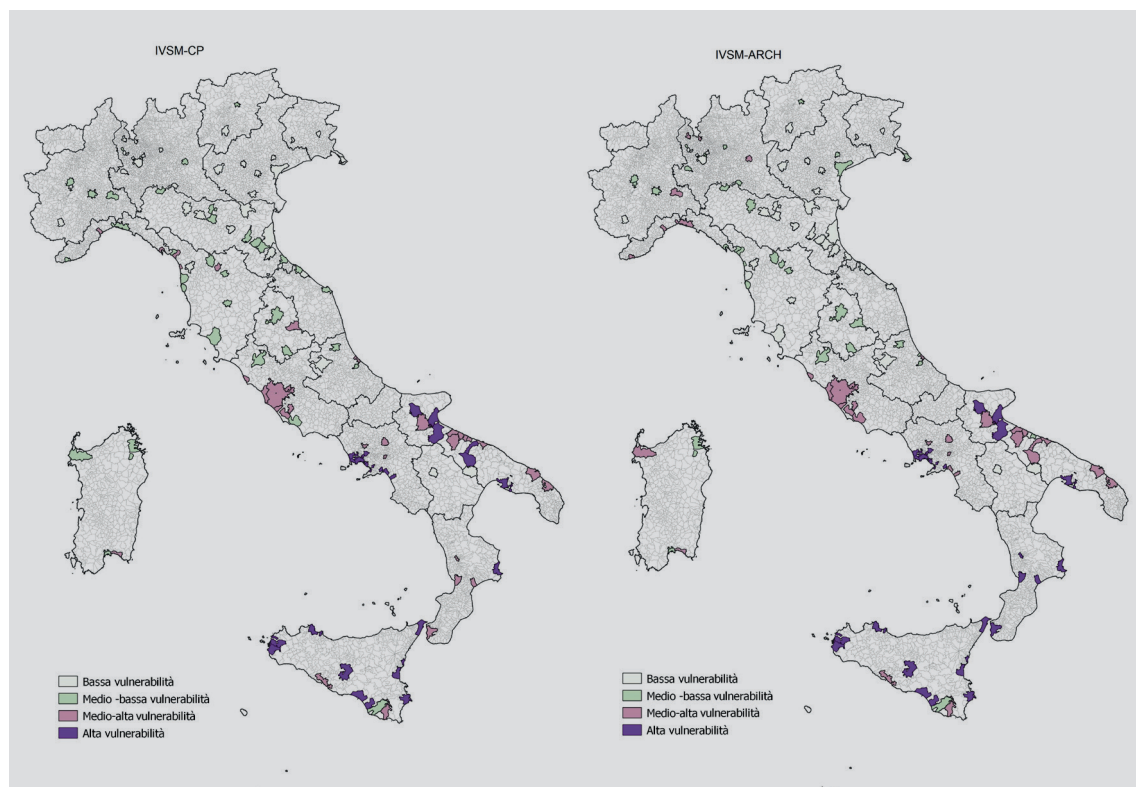 IVSM-CP
IVSM-ARCH
Bassa vulnerabilità
Medio -bassa vulnerabilità
Medio-alta vulnerabilità
Alta vulnerabilità
Bassa vulnerabilità
Medio -bassa vulnerabilità
Medio-alta vulnerabilità
Alta vulnerabilità